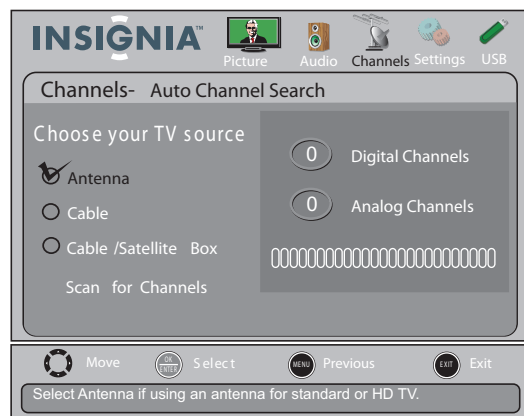 INSIGNIA™
Picture Audio Channels Settings USB
Channels- Auto Channel Search
Choose your TV source
Antenna
Cable
Cable /Satellite Box
Scan for Channels
0 Digital Channels
0 Analog Channels
OK ENTER
MENU
EXIT
Move Select Previous Exit
Select Antenna if using an antenna for standard or HD TV.